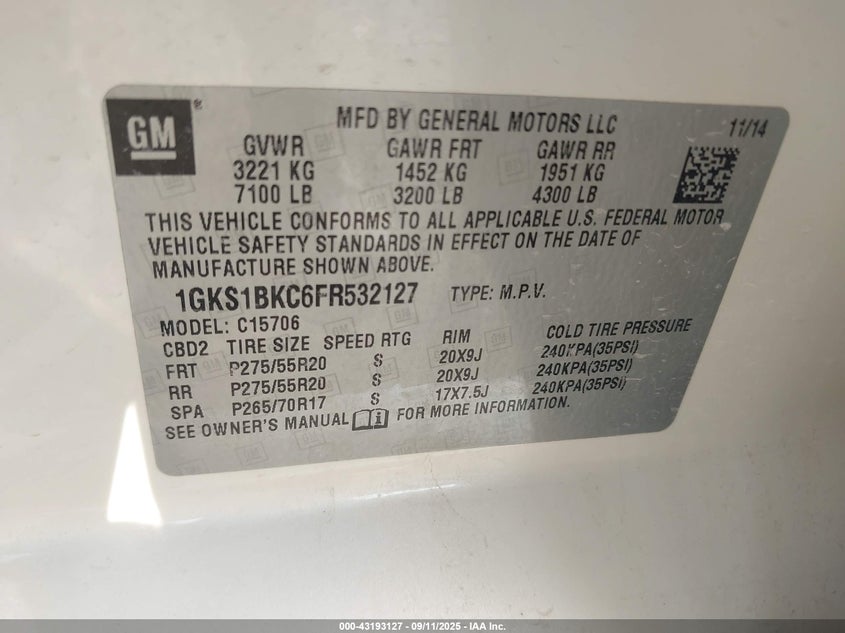 GM ®
MFD BY GENERAL MOTORS LLC 11/14
GVWR GAWR FRT GAWR RR
3221 KG 1452 KG 1951 KG
7100 LB 3200 LB 4300 LB
THIS VEHICLE CONFORMS TO ALL APPLICABLE U.S. FEDERAL MOTOR
VEHICLE SAFETY STANDARDS IN EFFECT ON THE DATE OF
MANUFACTURE SHOWN ABOVE.
1GKS1BKC6FR532127 TYPE: M.P.V.
MODEL: C15706
CBD2 TIRE SIZE SPEED RTG RIM COLD TIRE PRESSURE
FRT P275/55R20 S 20X9J 240KPA(35PSI)
RR P275/55R20 S 20X9J 240KPA(35PSI)
SPA P265/70R17 S 17X7.5J 240KPA(35PSI)
SEE OWNER'S MANUAL FOR MORE INFORMATION.
000-43193127 - 09/11/2025 - IAA Inc.